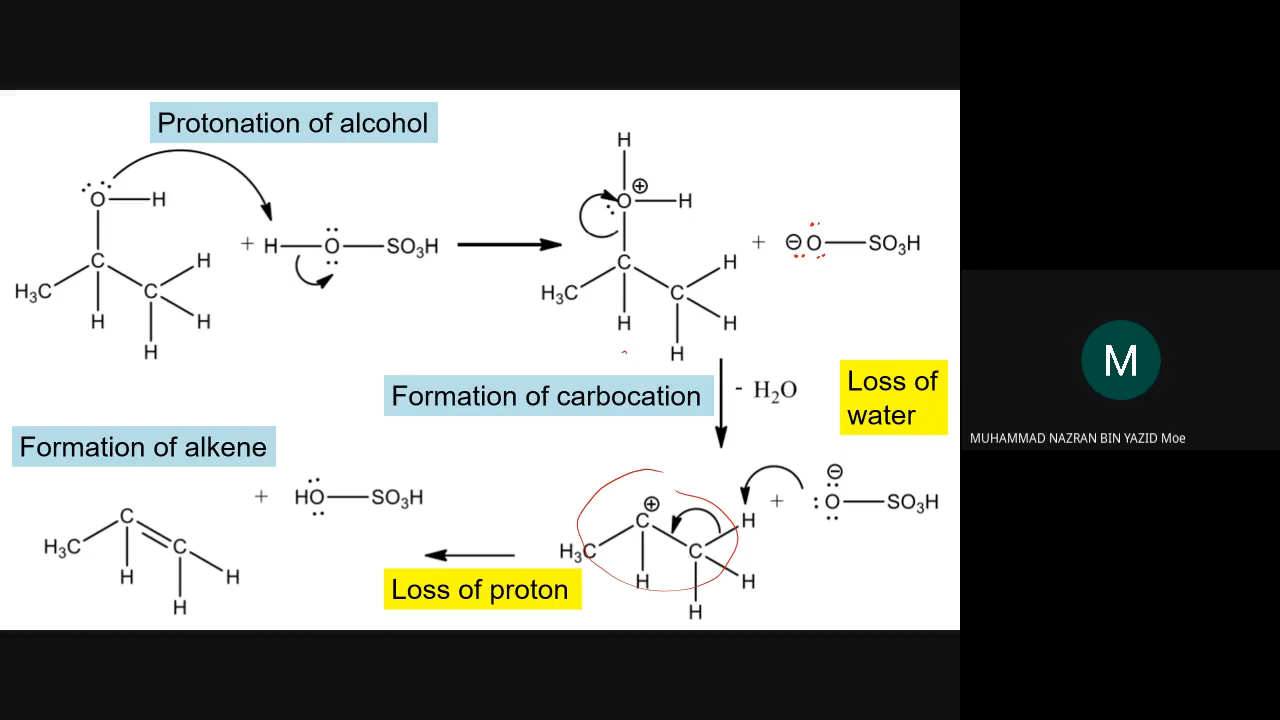 Protonation of alcohol
O H
C
H₃C C H
H H
H
+ H O SO₃H
H
O ⊕ H
C
H₃C C H
H H
H
+ ⊖ O SO₃H
Formation of carbocation
- H₂O
Loss of
water
Formation of alkene
C
H₃C C
H H
H
+ HO SO₃H
Loss of proton
C ⊕ H
H₃C C
H H
H
+ ⊖
O SO₃H
M
MUHAMMAD NAZRAN BIN YAZID Moe